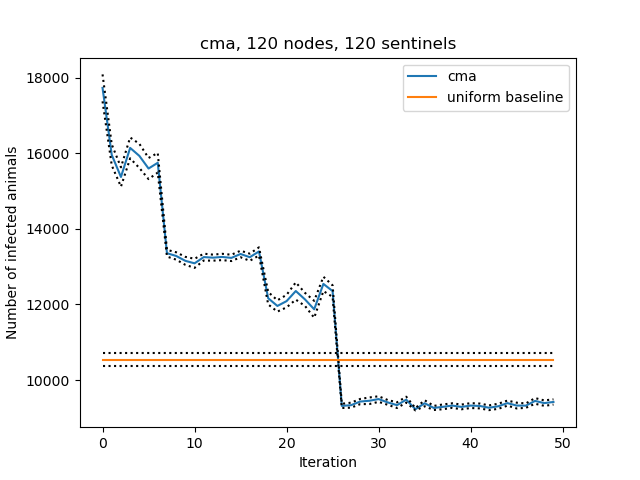 cma, 120 nodes, 120 sentinels
cma
uniform baseline
Number of infected animals
18000
16000
14000
12000
10000
0
10
20
30
40
50
Iteration